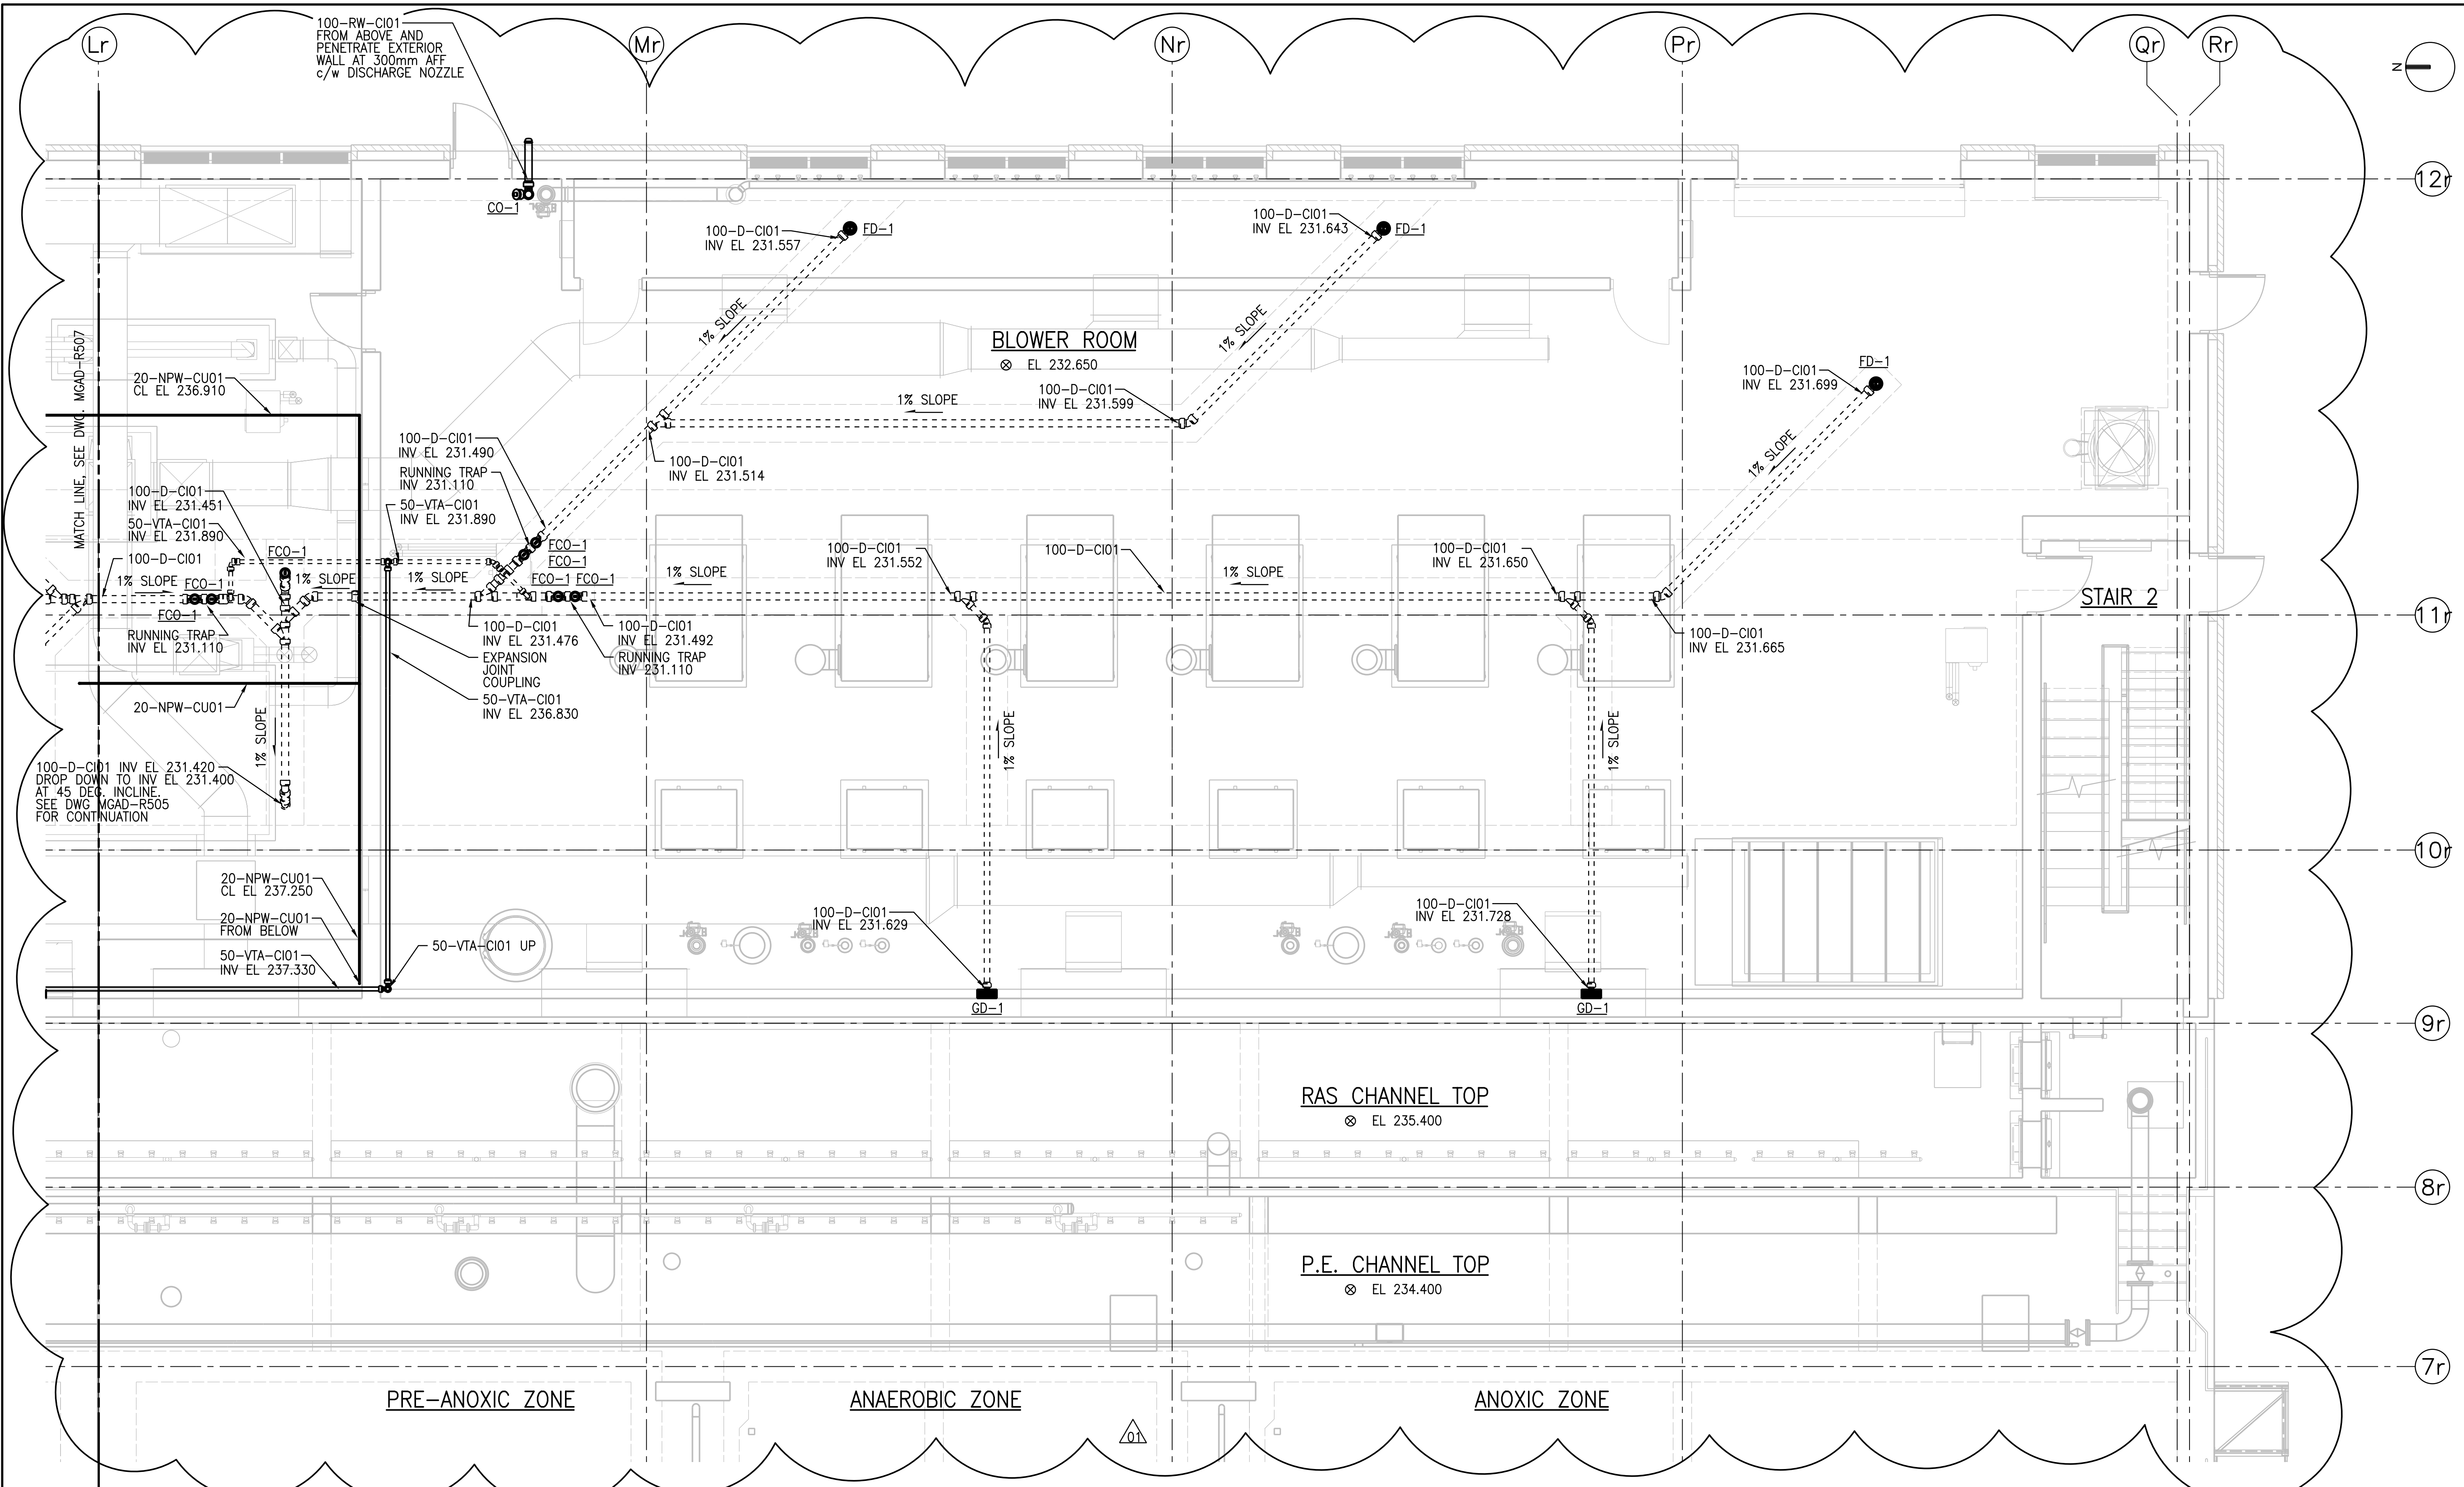 100-RW-CI01
FROM ABOVE AND
PENETRATE EXTERIOR
WALL AT 300mm AFF
c/w DISCHARGE NOZZLE
Lr
Mr
Nr
Pr
Qr
Rr
N
12r
CO-1
100-D-CI01
INV EL 231.557
FD-1
100-D-CI01
INV EL 231.643
FD-1
1% SLOPE
1% SLOPE
BLOWER ROOM
EL 232.650
MATCH LINE, SEE DWG. MGAD-R507
20-NPW-CU01
CL EL 236.910
100-D-CI01
INV EL 231.599
1% SLOPE
FD-1
100-D-CI01
INV EL 231.699
1% SLOPE
100-D-CI01
INV EL 231.490
RUNNING TRAP
INV 231.110
100-D-CI01
INV EL 231.514
100-D-CI01
INV EL 231.451
50-VTA-CI01
INV EL 231.890
50-VTA-CI01
INV EL 231.890
100-D-CI01
FCO-1
FCO-1
FCO-1
1% SLOPE
FCO-1
1% SLOPE
1% SLOPE
FCO-1
FCO-1
1% SLOPE
100-D-CI01
INV EL 231.552
100-D-CI01
1% SLOPE
100-D-CI01
INV EL 231.650
STAIR 2
FCO-1
RUNNING TRAP
INV EL 231.110
100-D-CI01
INV EL 231.476
EXPANSION
JOINT
COUPLING
50-VTA-CI01
INV EL 236.830
100-D-CI01
INV EL 231.492
RUNNING TRAP
INV 231.110
100-D-CI01
INV EL 231.665
11r
20-NPW-CU01
1% SLOPE
1% SLOPE
1% SLOPE
100-D-CI01 INV EL 231.420
DROP DOWN TO INV EL 231.400
AT 45 DEG. INCLINE.
SEE DWG MGAD-R505
FOR CONTINUATION
10r
20-NPW-CU01
CL EL 237.250
20-NPW-CU01
FROM BELOW
50-VTA-CI01
INV EL 237.330
50-VTA-CI01 UP
100-D-CI01
INV EL 231.629
GD-1
100-D-CI01
INV EL 231.728
GD-1
9r
RAS CHANNEL TOP
EL 235.400
8r
P.E. CHANNEL TOP
EL 234.400
7r
PRE-ANOXIC ZONE
ANAEROBIC ZONE
ANOXIC ZONE
01